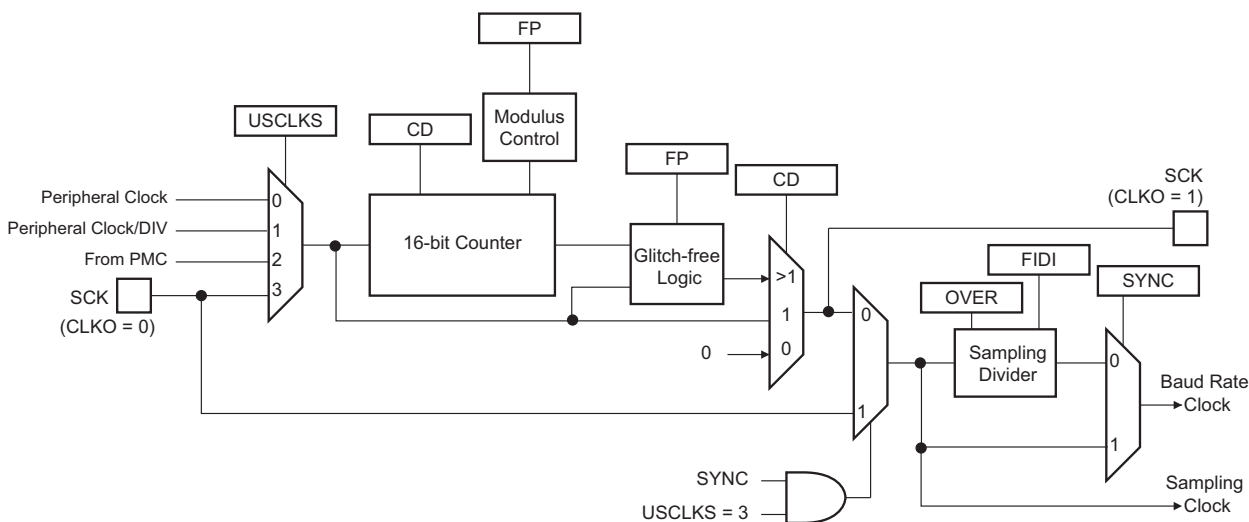 FP
USCLKS
CD
Modulus
Control
FP
CD
SCK
(CLKO = 1)
Peripheral Clock
0
Peripheral Clock/DIV
1
From PMC
2
3
SCK
(CLKO = 0)
16-bit Counter
Glitch-free
Logic
>1
1
0
0
FIDI
OVER
SYNC
0
1
Sampling
Divider
0
1
Baud Rate
Clock
SYNC
USCLKS = 3
Sampling
Clock